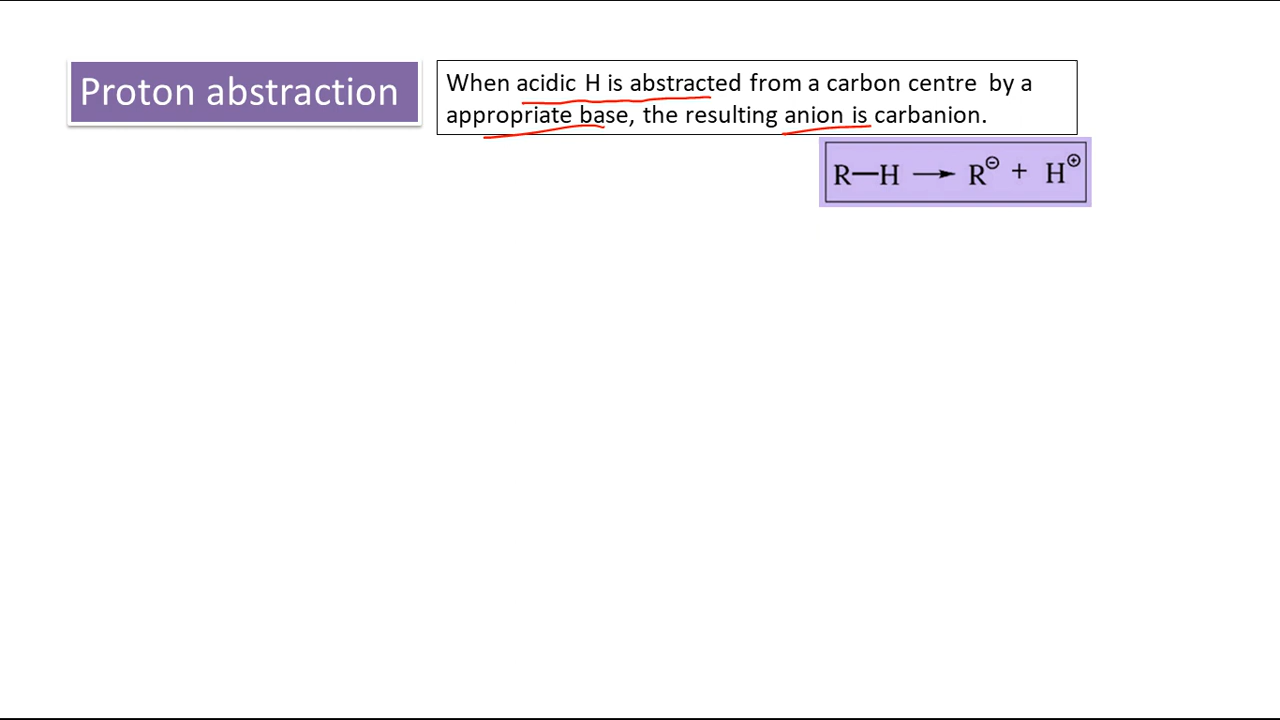 Proton abstraction
When acidic H is abstracted from a carbon centre by a
appropriate base, the resulting anion is carbanion.
R—H ⟶ R⊖ + H⊕